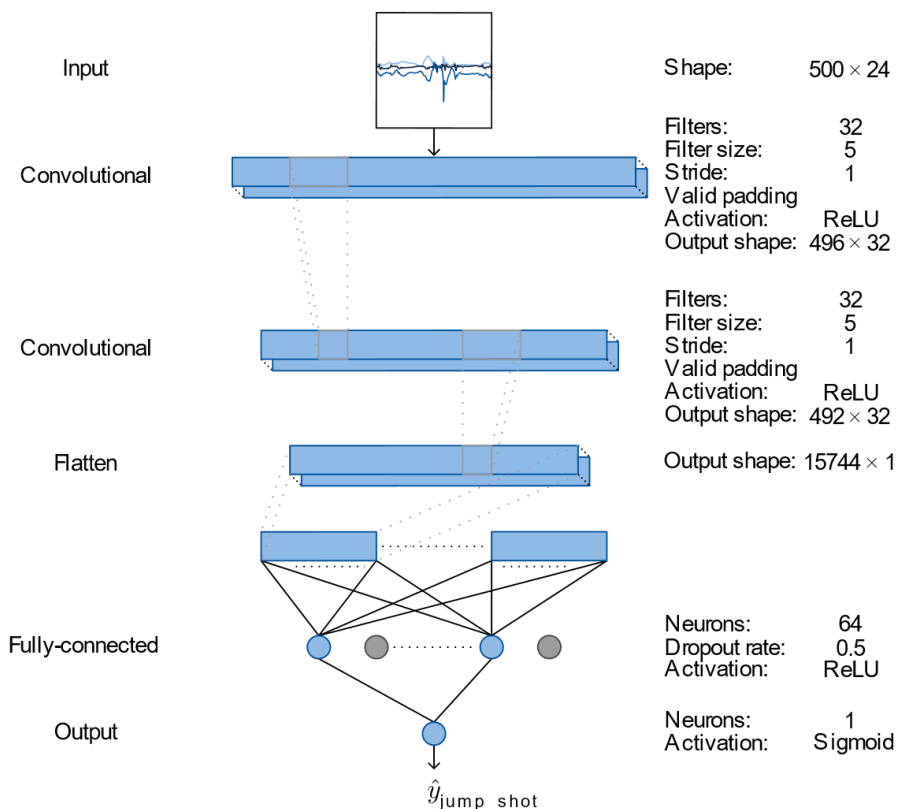 Input
Shape: 500 × 24
Convolutional
Filters: 32
Filter size: 5
Stride: 1
Valid padding
Activation: ReLU
Output shape: 496 × 32
Convolutional
Filters: 32
Filter size: 5
Stride: 1
Valid padding
Activation: ReLU
Output shape: 492 × 32
Flatten
Output shape: 15744 × 1
Fully-connected
Neurons: 64
Dropout rate: 0.5
Activation: ReLU
Output
Neurons: 1
Activation: Sigmoid
ŷ jump shot